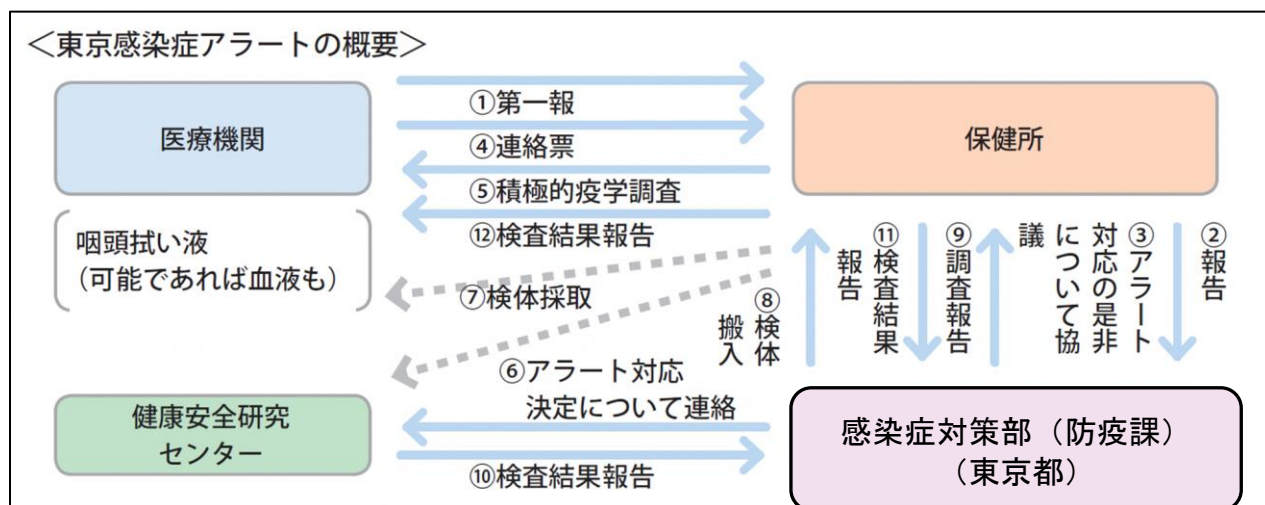 ＜東京感染症アラートの概要＞
医療機関
①第一報
④連絡票
⑤積極的疫学調査
⑫検査結果報告
保健所
咽頭拭い液
（可能であれば血液も）
⑦検体採取
⑧検体
搬入
⑪検査結果
報告
⑨調査報告
③アラート
対応の是非
について協
議
②報告
⑥アラート対応
決定について連絡
健康安全研究
センター
⑩検査結果報告
感染症対策部（防疫課）
（東京都）